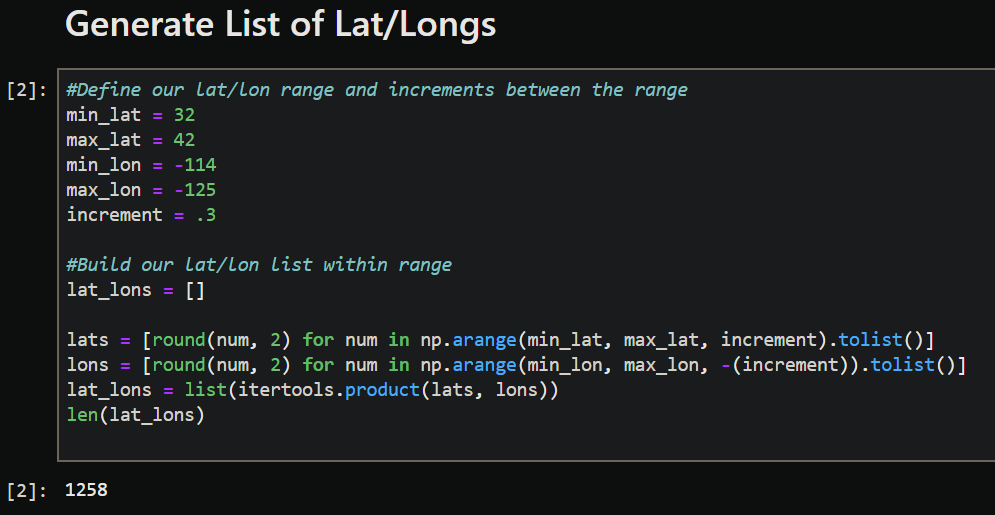 Generate List of Lat/Longs
[2]: #Define our lat/lon range and increments between the range
min_lat = 32
max_lat = 42
min_lon = -114
max_lon = -125
increment = .3
#Build our lat/lon list within range
lat_lons = []
lats = [round(num, 2) for num in np.arange(min_lat, max_lat, increment).tolist()]
lons = [round(num, 2) for num in np.arange(min_lon, max_lon, -(increment)).tolist()]
lat_lons = list(itertools.product(lats, lons))
len(lat_lons)
[2]: 1258